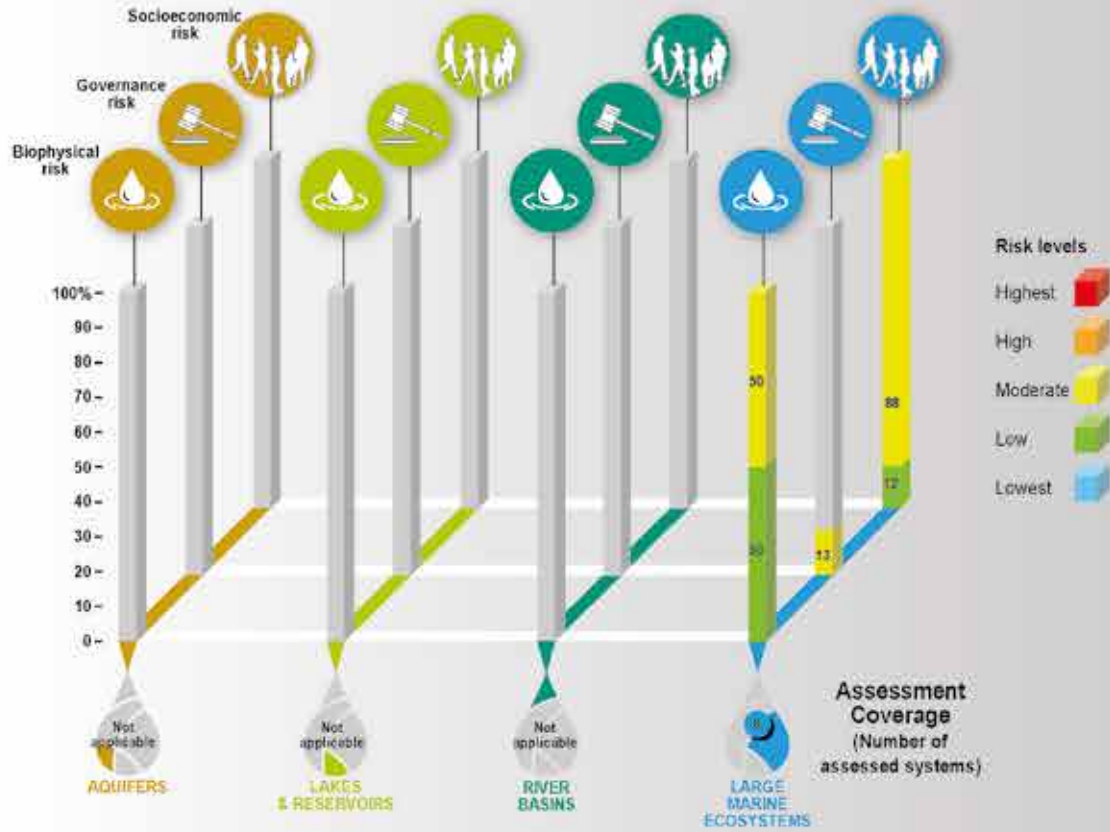 Socioeconomic
risk
Governance
risk
Biophysical
risk
100%
90
80
70
60
50
40
30
20
10
0
50
50
13
88
12
Risk levels
Highest
High
Moderate
Low
Lowest
Not
applicable
AQUIFERS
Not
applicable
LAKES
& RESERVOIRS
Not
applicable
RIVER
BASINS
LARGE
MARINE
ECOSYSTEMS
Assessment
Coverage
(Number of
assessed systems)